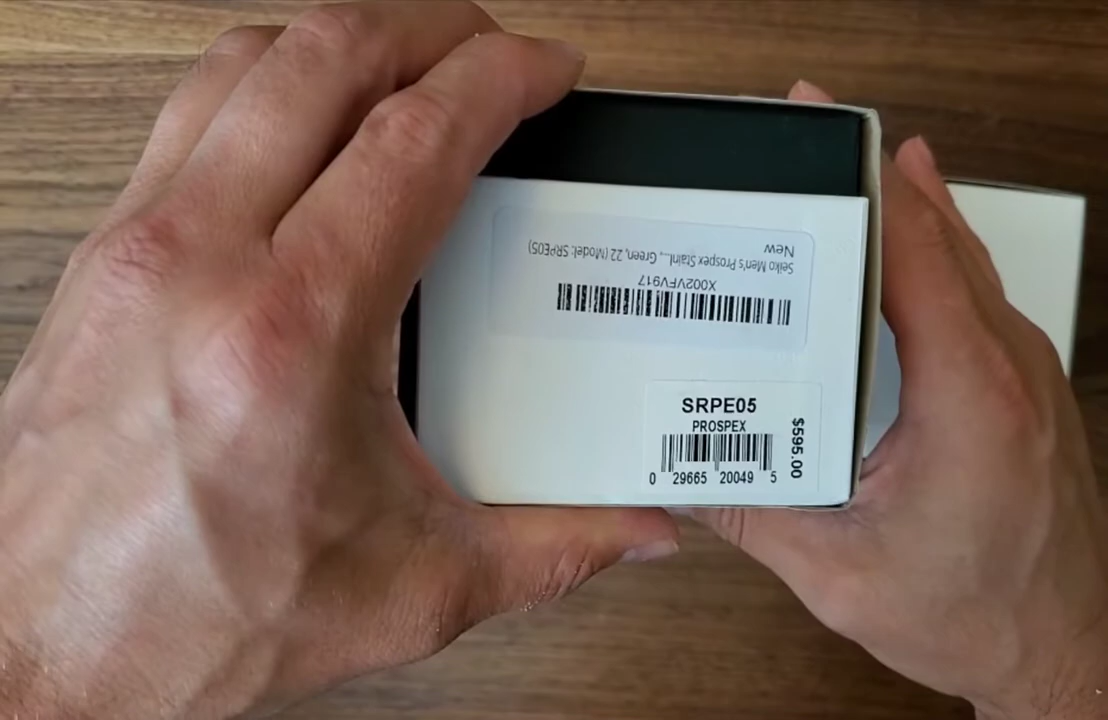 Seiko Men's Prospex Stainl... Green, 22 (Model: SRPE05)
New
X002VFV917
SRPE05
PROSPEX
$595.00
0 29665 20049 5